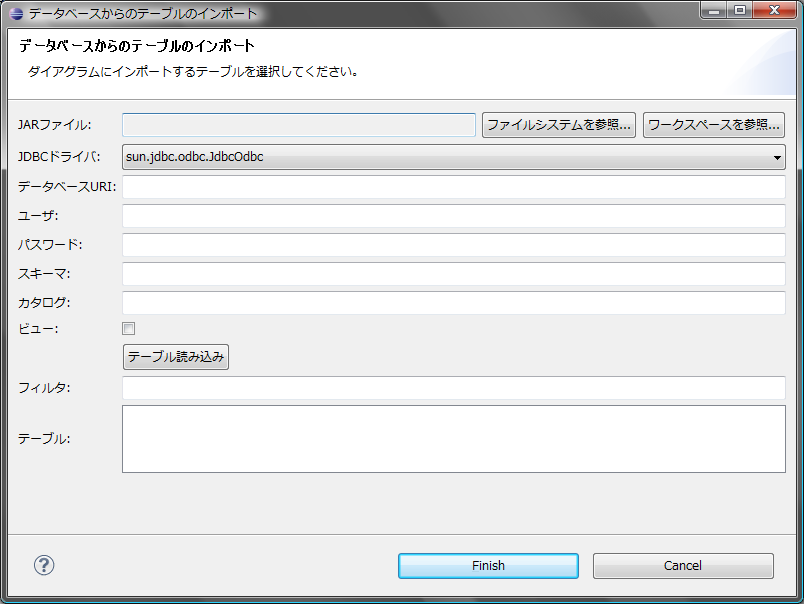 データベースからのテーブルのインポート
データベースからのテーブルのインポート
ダイアグラムにインポートするテーブルを選択してください。
JARファイル: ファイルシステムを参照... ワークスペースを参照...
JDBCドライバ: sun.jdbc.odbc.JdbcOdbc
データベースURI:
ユーザ:
パスワード:
スキーマ:
カタログ:
ビュー:
テーブル読み込み
フィルタ:
テーブル:
? Finish Cancel